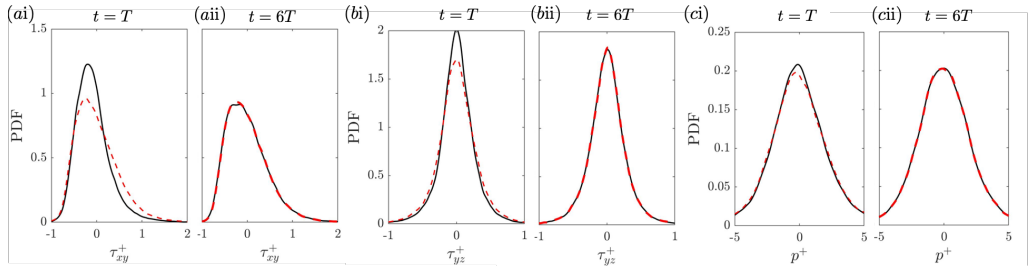 (ai) t = T (aii) t = 6T (bi) t = T (bii) t = 6T (ci) t = T (cii) t = 6T
1.5 2 0.25
1 1.5 0.2
0.5 1 0.15
0 0.5 0.1
0 0.05
0
PDF PDF PDF
-1 0 1 2 -1 0 1 2 -1 0 1 -1 0 1 -5 0 5 -5 0 5
τ⁺xy τ⁺xy τ⁺yz τ⁺yz p⁺ p⁺